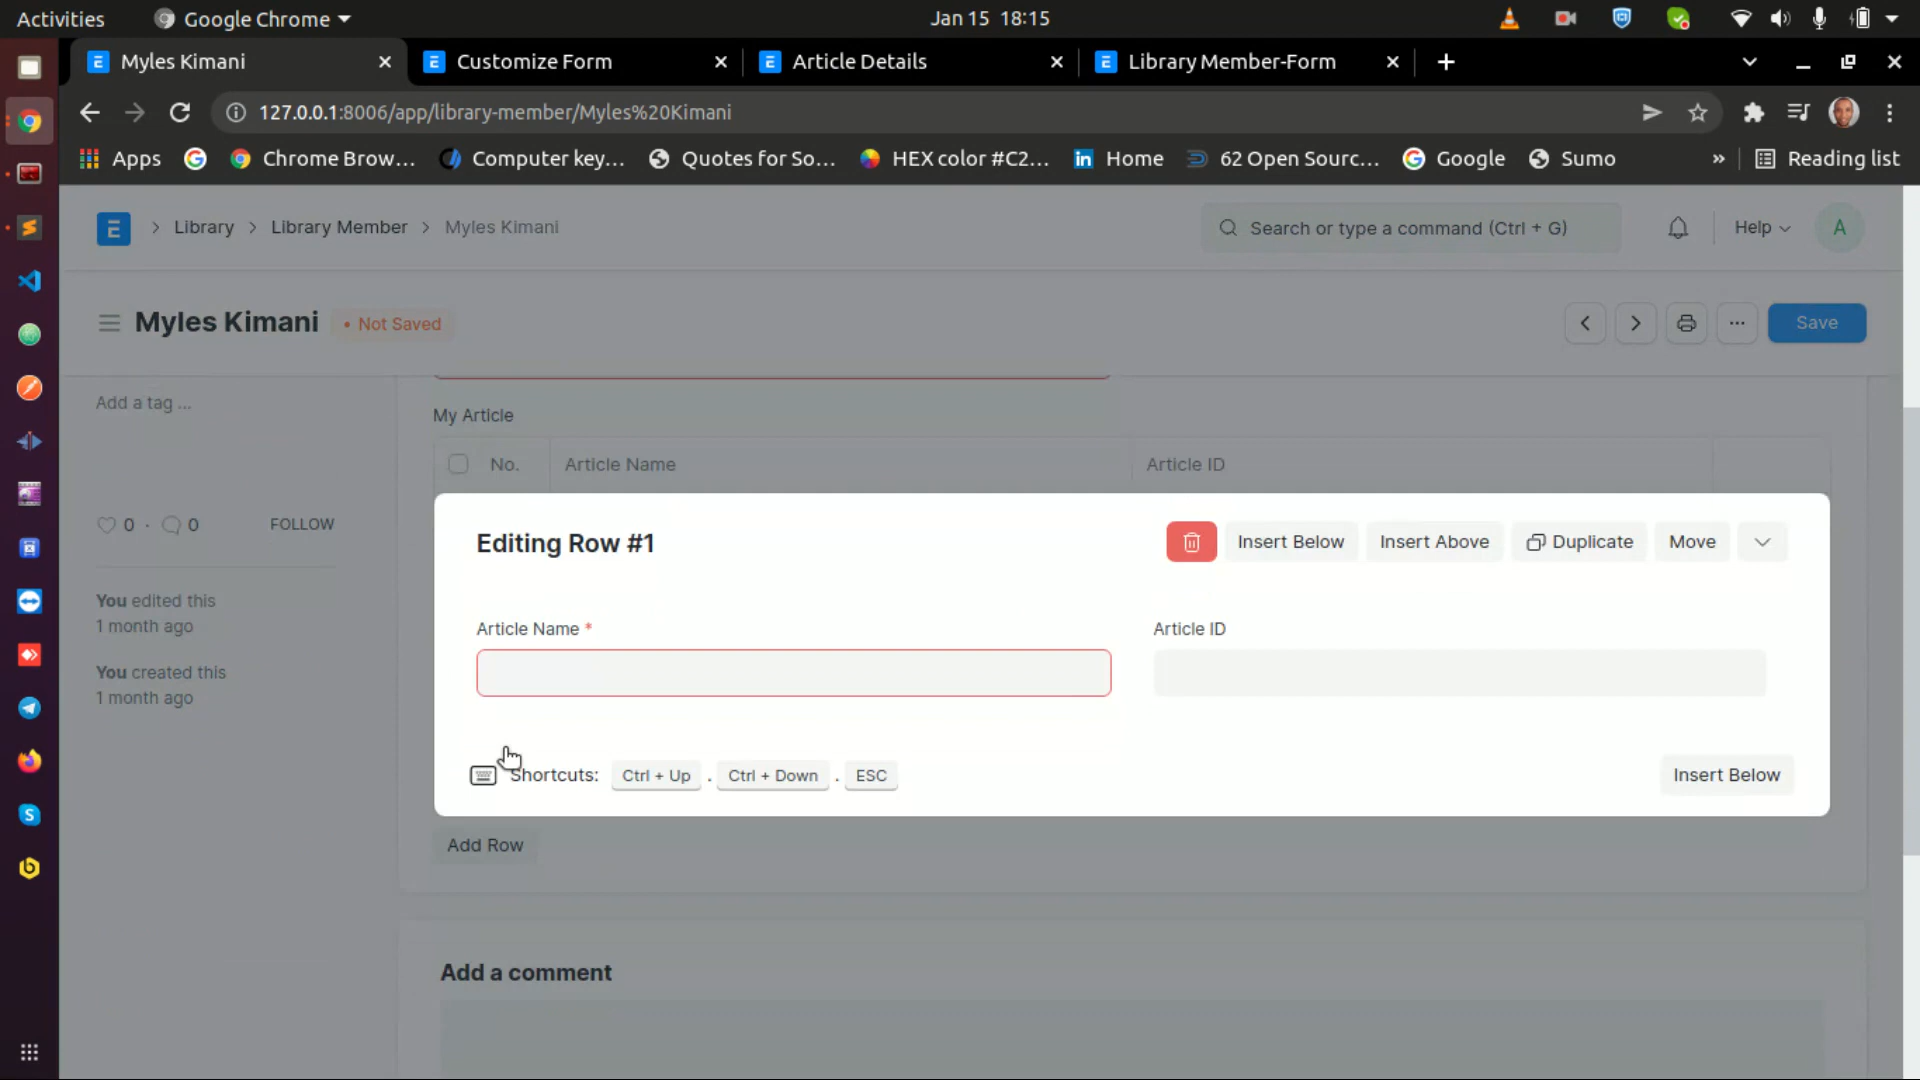 Activities Google Chrome Jan 15 18:15
Myles Kimani Customize Form Article Details Library Member-Form
127.0.0.1:8006/app/library-member/Myles%20Kimani
Apps Chrome Brow... Computer key... Quotes for So... HEX color #C2... Home 62 Open Sourc... Google Sumo » Reading list
Library Library Member Myles Kimani Search or type a command (Ctrl + G) Help A
Myles Kimani • Not Saved Save
Add a tag ...
My Article
No. Article Name Article ID
0 · 0 FOLLOW
Editing Row #1 Insert Below Insert Above Duplicate Move
You edited this
1 month ago
Article Name * Article ID
You created this
1 month ago
Shortcuts: Ctrl + Up . Ctrl + Down . ESC Insert Below
Add Row
Add a comment